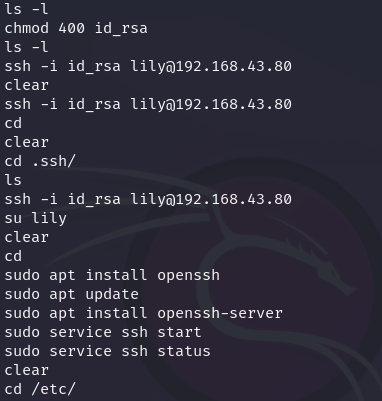 ls -l
chmod 400 id_rsa
ls -l
ssh -i id_rsa lily@192.168.43.80
clear
ssh -i id_rsa lily@192.168.43.80
cd
clear
cd .ssh/
ls
ssh -i id_rsa lily@192.168.43.80
su lily
clear
cd
sudo apt install openssh
sudo apt update
sudo apt install openssh-server
sudo service ssh start
sudo service ssh status
clear
cd /etc/